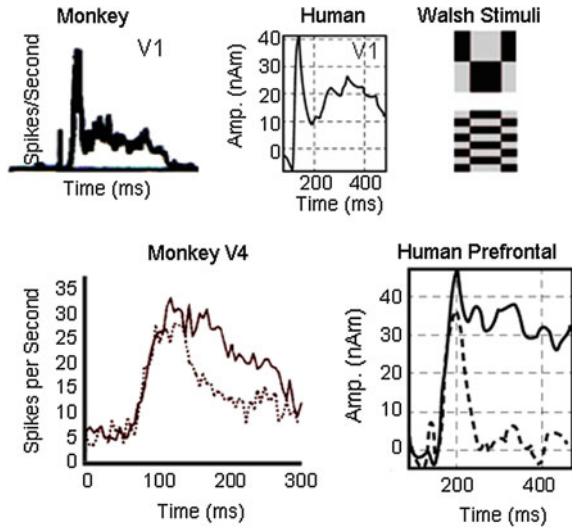 Monkey
V1
Spikes/Second
Time (ms)
Human
V1
Amp. (nAm)
40
30
20
10
0
200 400
Time (ms)
Walsh Stimuli
Monkey V4
Spikes per Second
35
30
25
20
15
10
5
0
0 100 200 300
Time (ms)
Human Prefrontal
Amp. (nAm)
40
30
20
10
0
200 400
Time (ms)